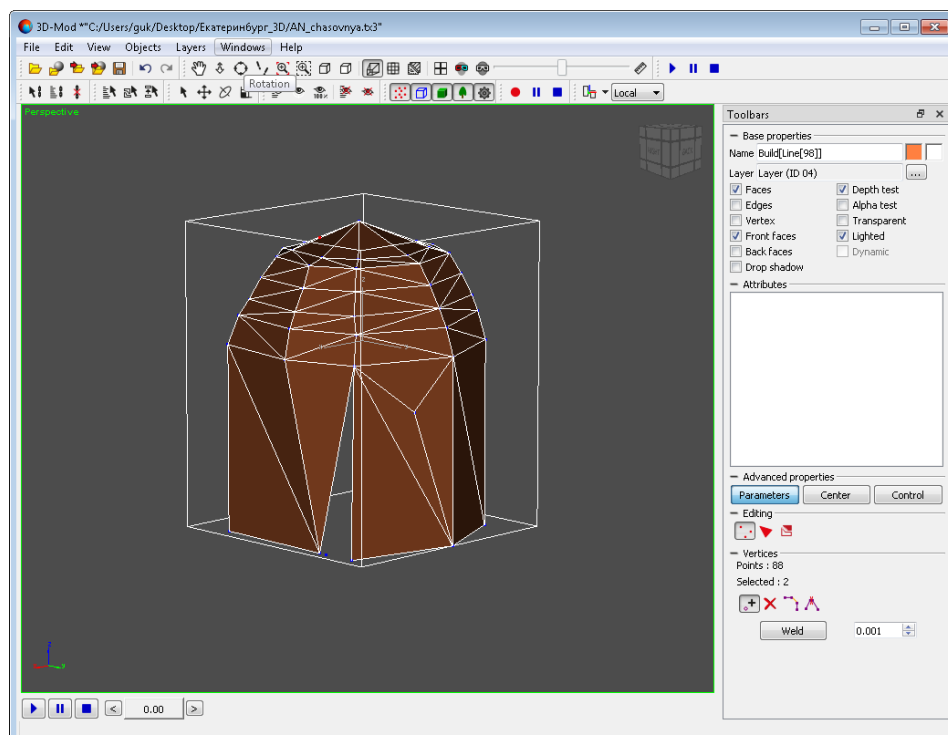 3D-Mod *"C:/Users/guk/Desktop/Екатеринбург_3D/AN_chasovnya.tx3"
File Edit View Objects Layers Windows Help
Rotation
Local
Perspective
Toolbars
Base properties
Name Build[Line[98]]
Layer Layer (ID 04) ...
Faces Depth test
Edges Alpha test
Vertex Transparent
Front faces Lighted
Back faces Dynamic
Drop shadow
Attributes
Advanced properties
Parameters Center Control
Editing
Vertices
Points : 88
Selected : 2
Weld 0.001
< 0.00 >